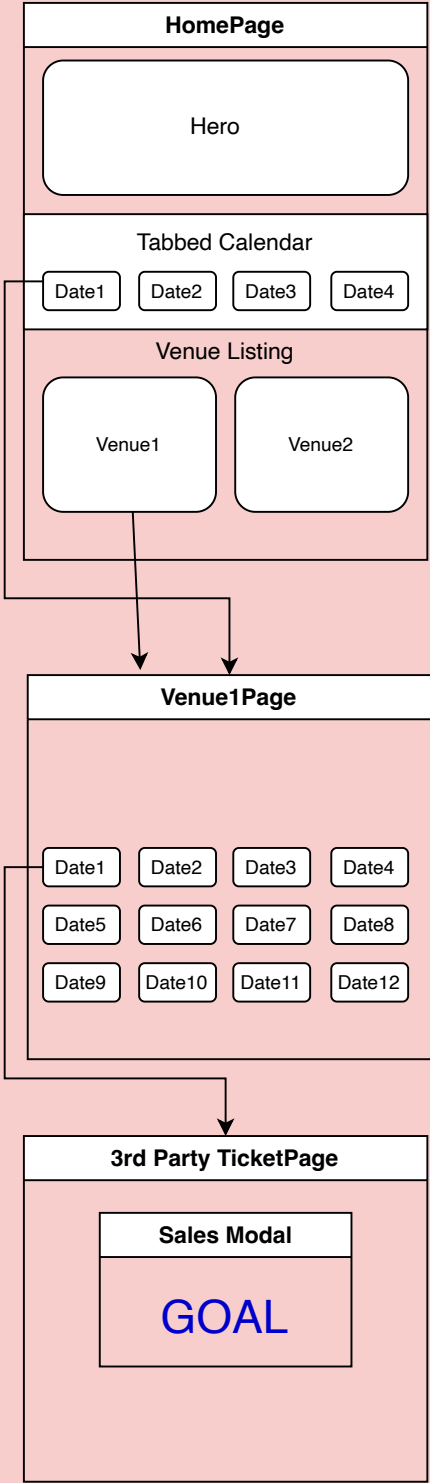 HomePage
Hero
Tabbed Calendar
Date1 Date2 Date3 Date4
Venue Listing
Venue1 Venue2
Venue1Page
Date1 Date2 Date3 Date4
Date5 Date6 Date7 Date8
Date9 Date10 Date11 Date12
3rd Party TicketPage
Sales Modal
GOAL